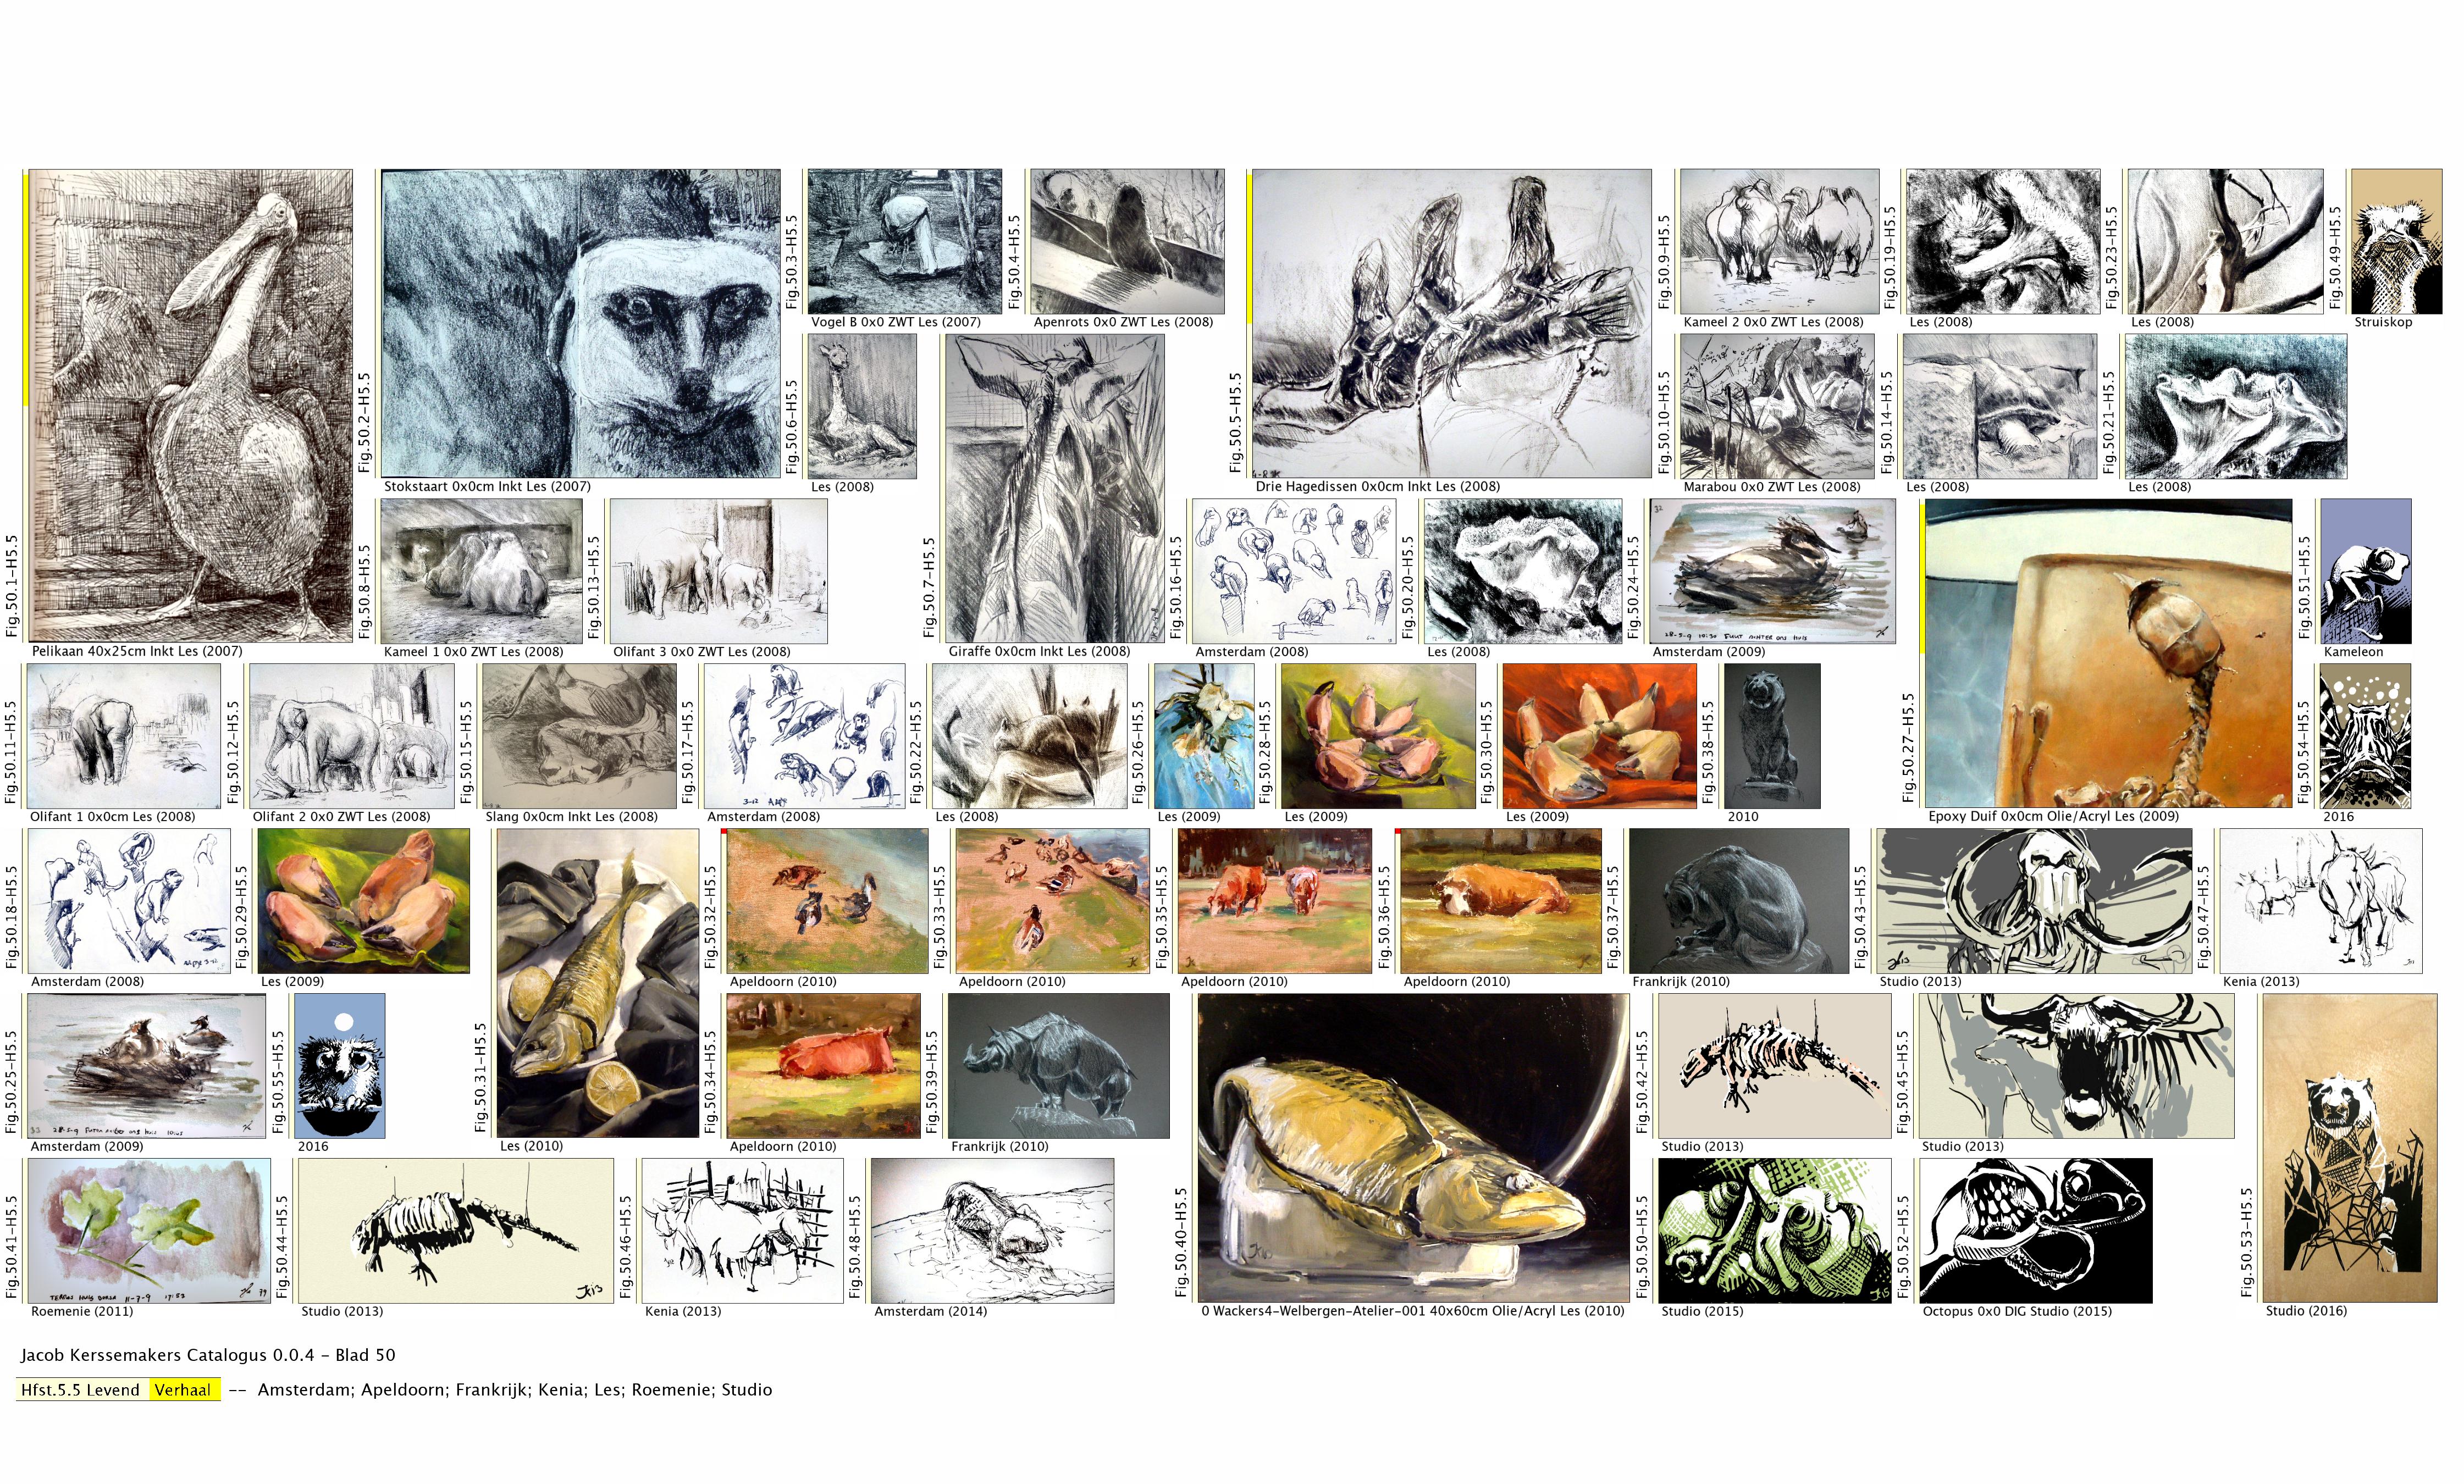 Fig.50.1-H5.5
Pelikaan 40x25cm Inkt Les (2007)
Fig.50.2-H5.5
Stokstaart 0x0cm Inkt Les (2007)
Fig.50.3-H5.5
Vogel B 0x0 ZWT Les (2007)
Fig.50.4-H5.5
Apenrots 0x0 ZWT Les (2008)
Fig.50.5-H5.5
Drie Hagedissen 0x0cm Inkt Les (2008)
Fig.50.9-H5.5
Kameel 2 0x0 ZWT Les (2008)
Fig.50.19-H5.5
Les (2008)
Fig.50.23-H5.5
Les (2008)
Fig.50.49-H5.5
Struiskop
Fig.50.6-H5.5
Les (2008)
Fig.50.7-H5.5
Giraffe 0x0cm Inkt Les (2008)
Fig.50.10-H5.5
Marabou 0x0 ZWT Les (2008)
Fig.50.14-H5.5
Les (2008)
Fig.50.21-H5.5
Les (2008)
Fig.50.8-H5.5
Kameel 1 0x0 ZWT Les (2008)
Fig.50.13-H5.5
Olifant 3 0x0 ZWT Les (2008)
Fig.50.16-H5.5
Amsterdam (2008)
Fig.50.20-H5.5
Les (2008)
Fig.50.24-H5.5
32
28-5-9 10:30 FUUT ACHTER ONS HUIS
Amsterdam (2009)
Fig.50.27-H5.5
Epoxy Duif 0x0cm Olie/Acryl Les (2009)
Fig.50.51-H5.5
Kameleon
Fig.50.11-H5.5
Olifant 1 0x0cm Les (2008)
Fig.50.12-H5.5
Olifant 2 0x0 ZWT Les (2008)
Fig.50.15-H5.5
Slang 0x0cm Inkt Les (2008)
Fig.50.17-H5.5
3-12
Amsterdam (2008)
Fig.50.22-H5.5
Les (2008)
Fig.50.26-H5.5
Les (2009)
Fig.50.28-H5.5
Les (2009)
Fig.50.30-H5.5
Les (2009)
Fig.50.38-H5.5
2010
Fig.50.54-H5.5
2016
Fig.50.18-H5.5
Amsterdam (2008)
Fig.50.29-H5.5
Les (2009)
Fig.50.31-H5.5
Les (2010)
Fig.50.32-H5.5
Apeldoorn (2010)
Fig.50.33-H5.5
Apeldoorn (2010)
Fig.50.35-H5.5
Apeldoorn (2010)
Fig.50.36-H5.5
Apeldoorn (2010)
Fig.50.37-H5.5
Frankrijk (2010)
Fig.50.43-H5.5
Studio (2013)
Fig.50.47-H5.5
Kenia (2013)
Fig.50.25-H5.5
33
Amsterdam (2009)
Fig.50.55-H5.5
2016
Fig.50.34-H5.5
Apeldoorn (2010)
Fig.50.39-H5.5
Frankrijk (2010)
Fig.50.40-H5.5
0 Wackers4-Welbergen-Atelier-001 40x60cm Olie/Acryl Les (2010)
Fig.50.42-H5.5
Studio (2013)
Fig.50.45-H5.5
Studio (2013)
Fig.50.53-H5.5
Studio (2016)
Fig.50.41-H5.5
11-7-9 17:53
Roemenie (2011)
Fig.50.44-H5.5
Studio (2013)
Fig.50.46-H5.5
Kenia (2013)
Fig.50.48-H5.5
Amsterdam (2014)
Fig.50.50-H5.5
Studio (2015)
Fig.50.52-H5.5
Octopus 0x0 DIG Studio (2015)
Jacob Kerssemakers Catalogus 0.0.4 - Blad 50
Hfst.5.5 Levend Verhaal -- Amsterdam; Apeldoorn; Frankrijk; Kenia; Les; Roemenie; Studio